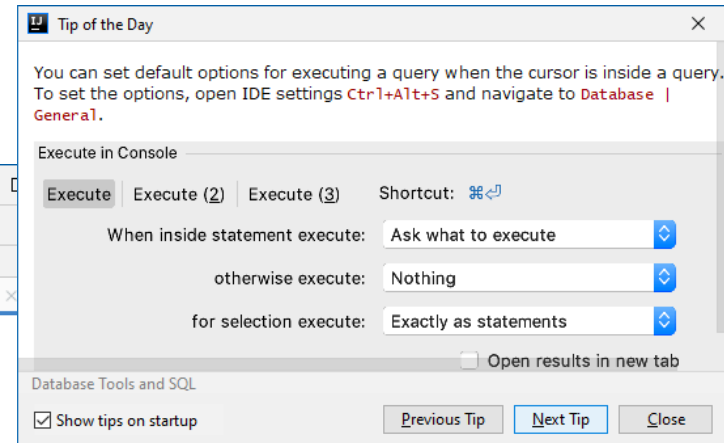 IJ Tip of the Day
You can set default options for executing a query when the cursor is inside a query.
To set the options, open IDE settings Ctrl+Alt+S and navigate to Database |
General.
Execute in Console
Execute Execute (2) Execute (3) Shortcut: ⌘⏎
When inside statement execute: Ask what to execute
otherwise execute: Nothing
for selection execute: Exactly as statements
Open results in new tab
Database Tools and SQL
Show tips on startup Previous Tip Next Tip Close